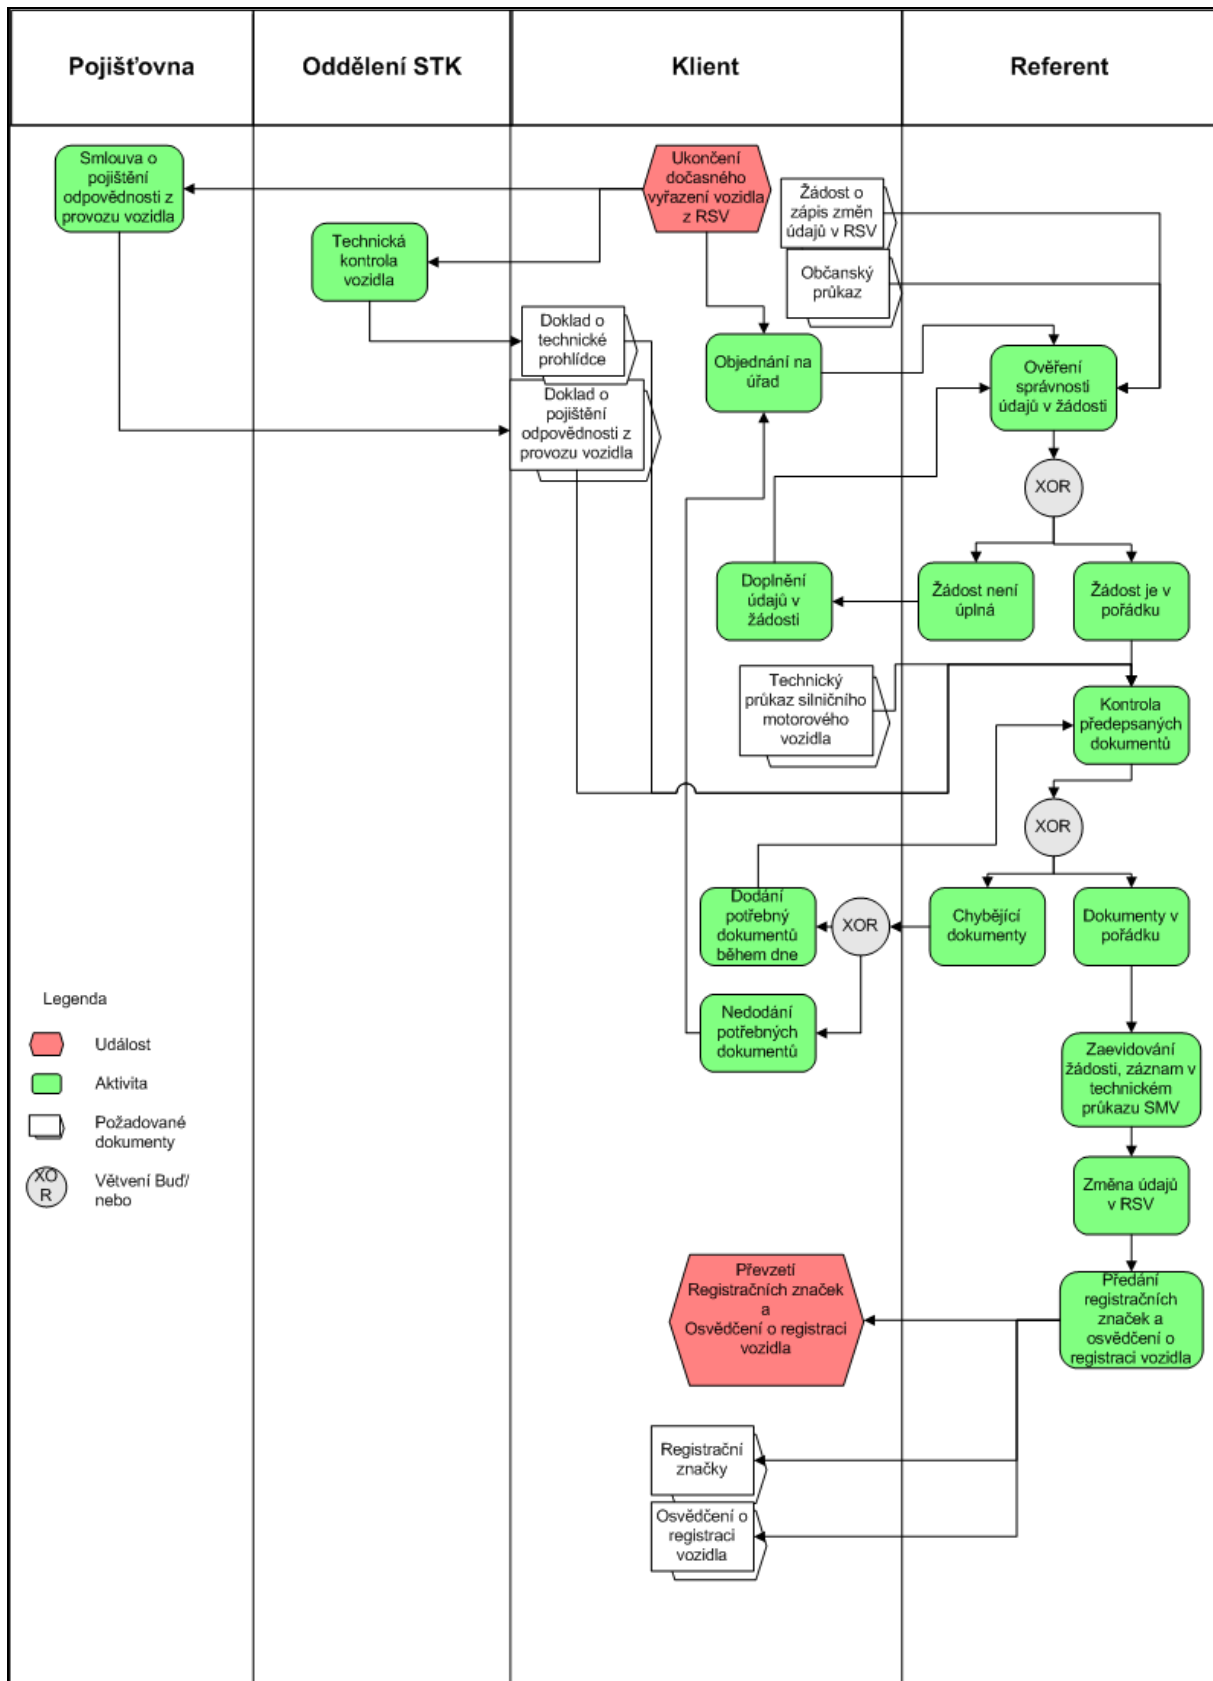 Pojišťovna
Oddělení STK
Klient
Referent
Smlouva o
pojištění
odpovědnosti z
provozu vozidla
Ukončení
dočasného
vyřazení vozidla
z RSV
Žádost o
zápis změn
údajů v RSV
Technická
kontrola
vozidla
Občanský
průkaz
Doklad o
technické
prohlídce
Objednání na
úřad
Ověření
správnosti
údajů v žádosti
Doklad o
pojištění
odpovědnosti z
provozu vozidla
XOR
Doplnění
údajů v
žádosti
Žádost není
úplná
Žádost je v
pořádku
Technický
průkaz silničního
motorového
vozidla
Kontrola
předepsaných
dokumentů
XOR
Dodání
potřebný
dokumentů
během dne
XOR
Chybějící
dokumenty
Dokumenty v
pořádku
Nedodání
potřebných
dokumentů
Legenda
Událost
Aktivita
Požadované
dokumenty
XO
R
Větvení Buď/
nebo
Zaevidování
žádosti, záznam v
technickém
průkazu SMV
Změna údajů
v RSV
Převzetí
Registračních značek
a
Osvědčení o registraci
vozidla
Předání
registračních
značek a
osvědčení o
registraci vozidla
Registrační
značky
Osvědčení o
registraci
vozidla